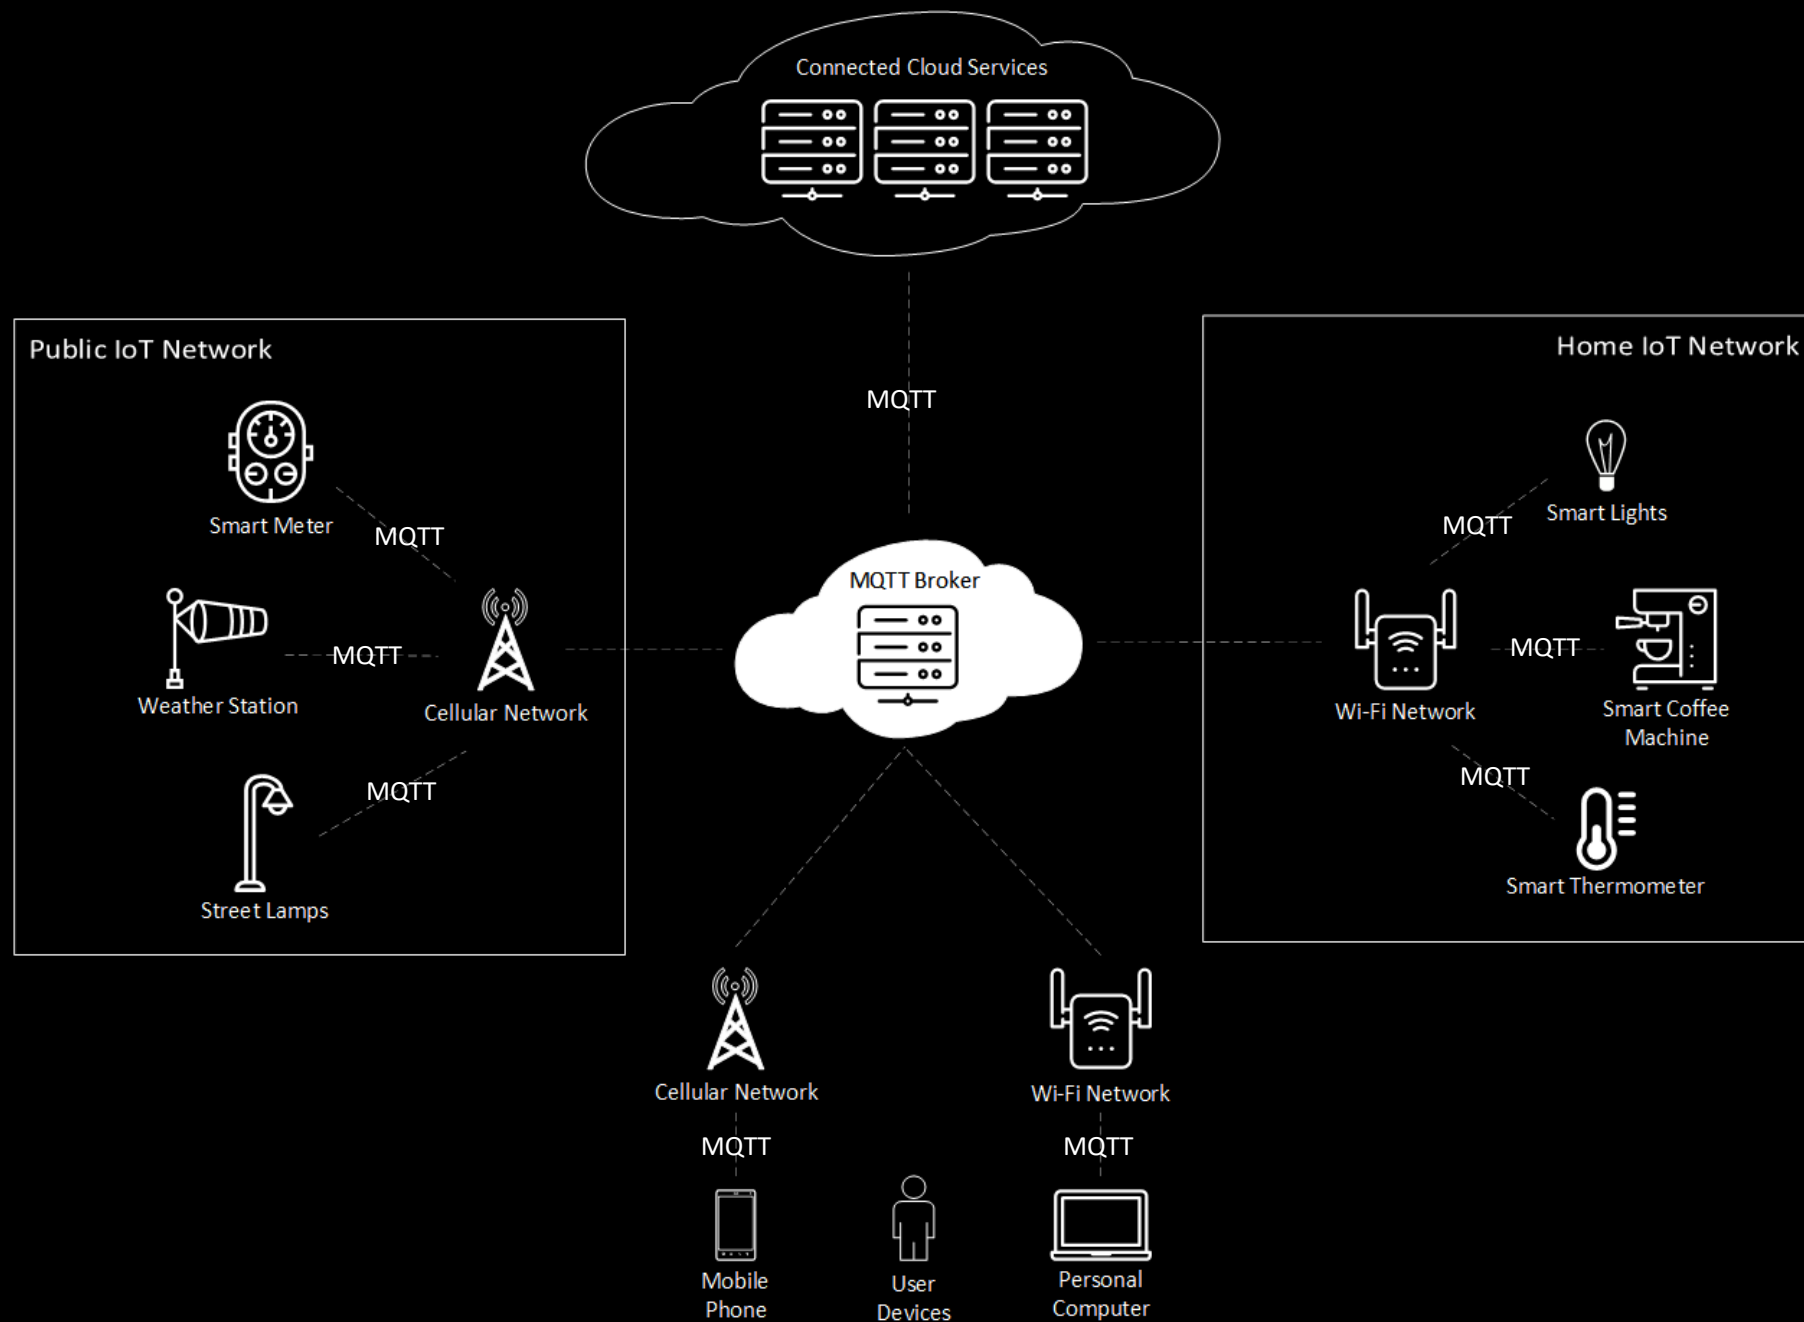 Connected Cloud Services
MQTT
Public IoT Network
Smart Meter
MQTT
Weather Station
MQTT
Cellular Network
MQTT
Street Lamps
MQTT Broker
Home IoT Network
Smart Lights
MQTT
Wi-Fi Network
MQTT
Smart Coffee
Machine
MQTT
Smart Thermometer
Cellular Network
MQTT
Mobile
Phone
User
Devices
Wi-Fi Network
MQTT
Personal
Computer